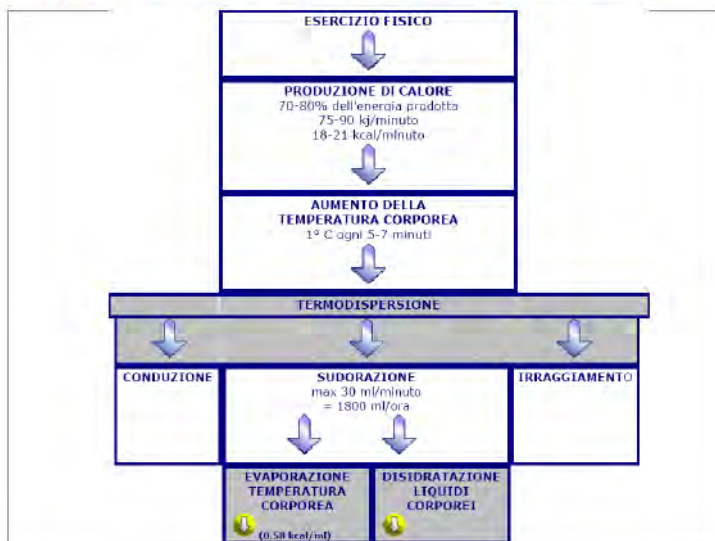 ESERCIZIO FISICO
PRODUZIONE DI CALORE
70-80% dell'energia prodotta
75-90 kj/minuto
18-21 kcal/minuto
AUMENTO DELLA
TEMPERATURA CORPOREA
1° C ogni 5-7 minuti
TERMODISPERSIONE
CONDUZIONE
SUDORAZIONE
max 30 ml/minuto
= 1800 ml/ora
IRRAGGIAMENTO
EVAPORAZIONE
TEMPERATURA
CORPOREA
(0.58 kcal/ml)
DISIDRATAZIONE
LIQUIDI
CORPOREI